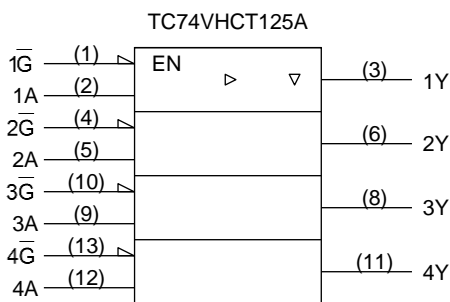 TC74VHCT125A
1G̅ (1) EN (3) 1Y
1A (2)
2G̅ (4) (6) 2Y
2A (5)
3G̅ (10) (8) 3Y
3A (9)
4G̅ (13) (11) 4Y
4A (12)